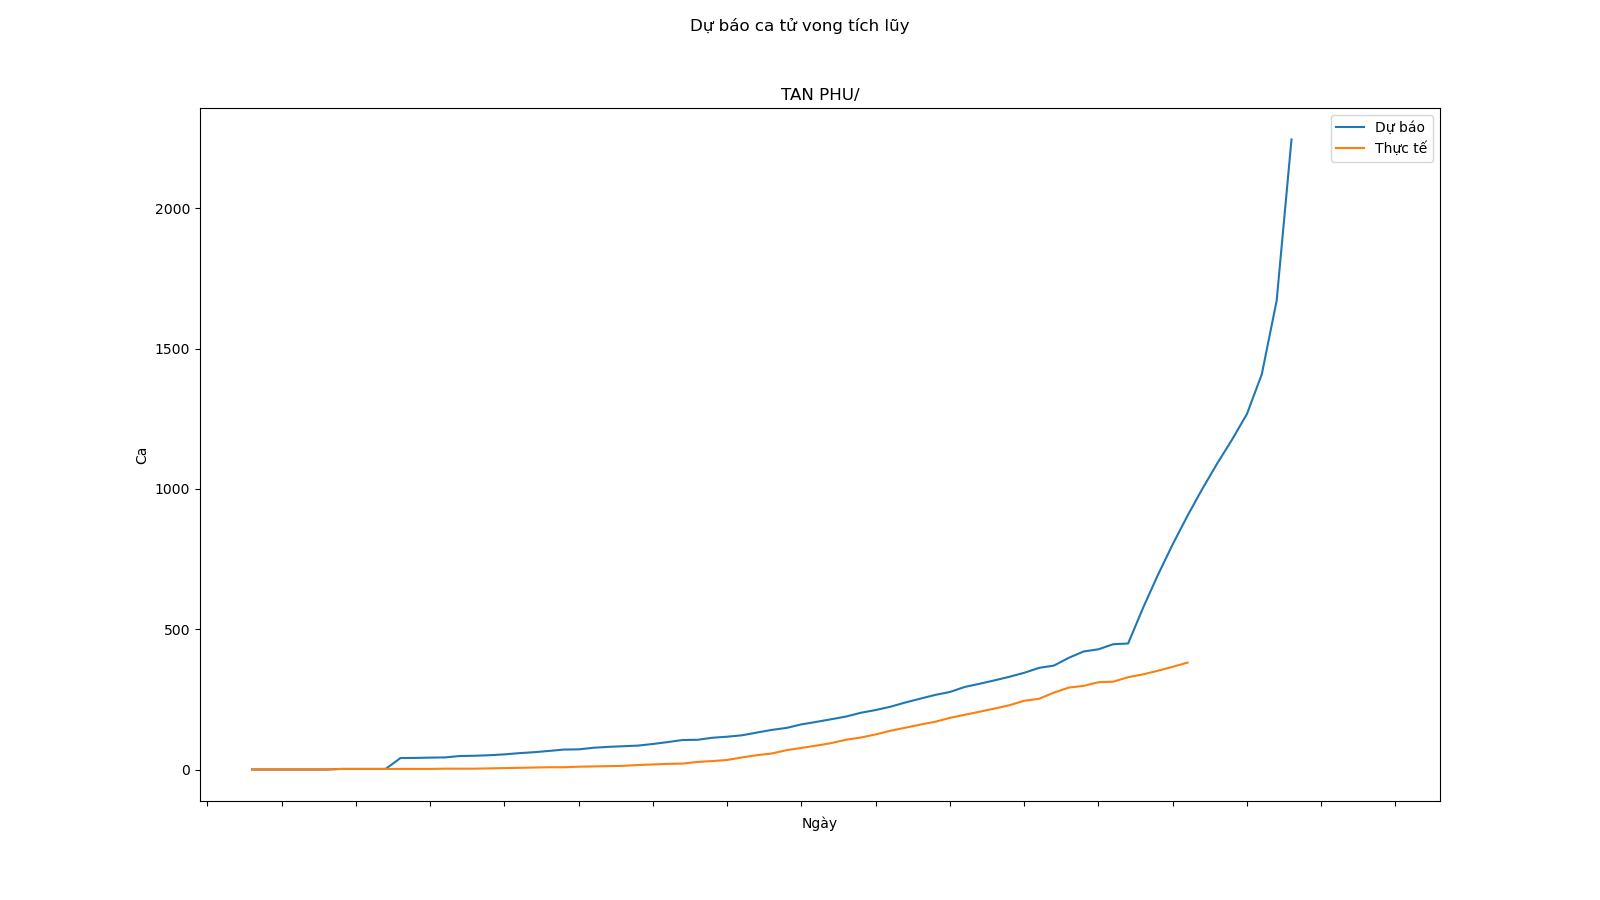 Dự báo ca tử vong tích lũy
TAN PHU/
Dự báo
Thực tế
2000
1500
1000
500
0
Ca
Ngày